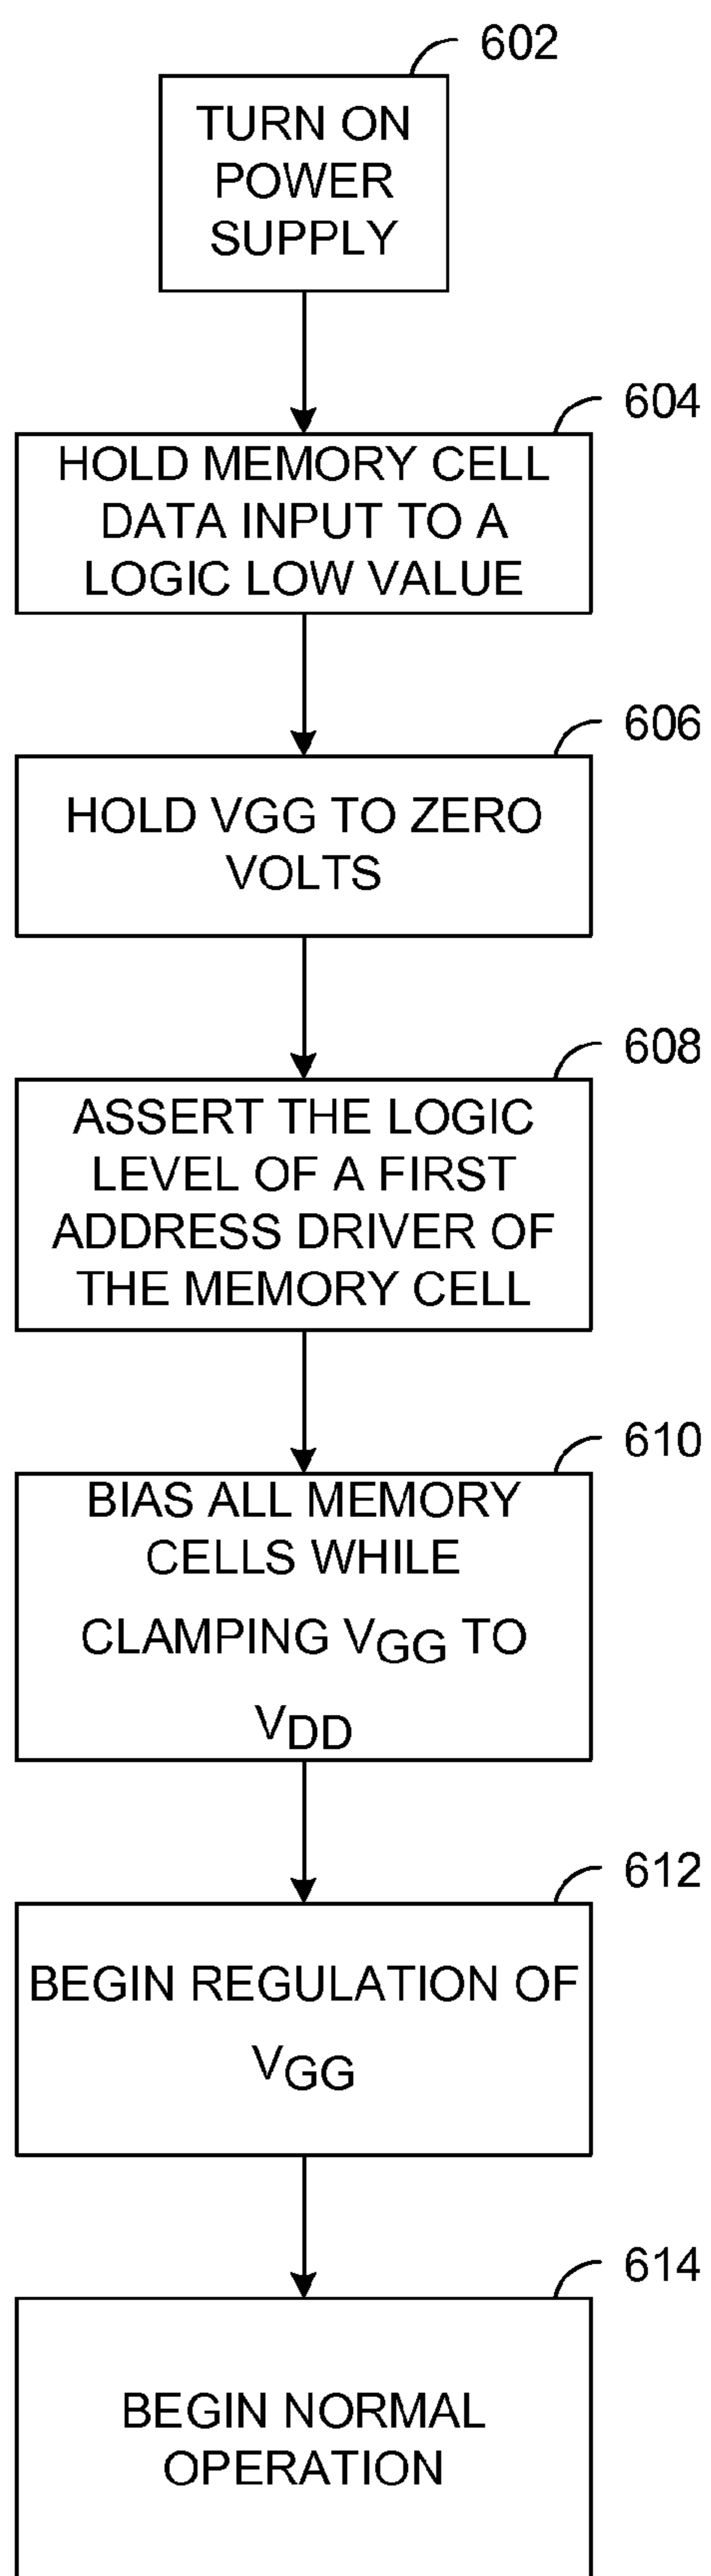 602
TURN ON
POWER
SUPPLY
604
HOLD MEMORY CELL
DATA INPUT TO A
LOGIC LOW VALUE
606
HOLD VGG TO ZERO
VOLTS
608
ASSERT THE LOGIC
LEVEL OF A FIRST
ADDRESS DRIVER OF
THE MEMORY CELL
610
BIAS ALL MEMORY
CELLS WHILE
CLAMPING VGG TO
VDD
612
BEGIN REGULATION OF
VGG
614
BEGIN NORMAL
OPERATION